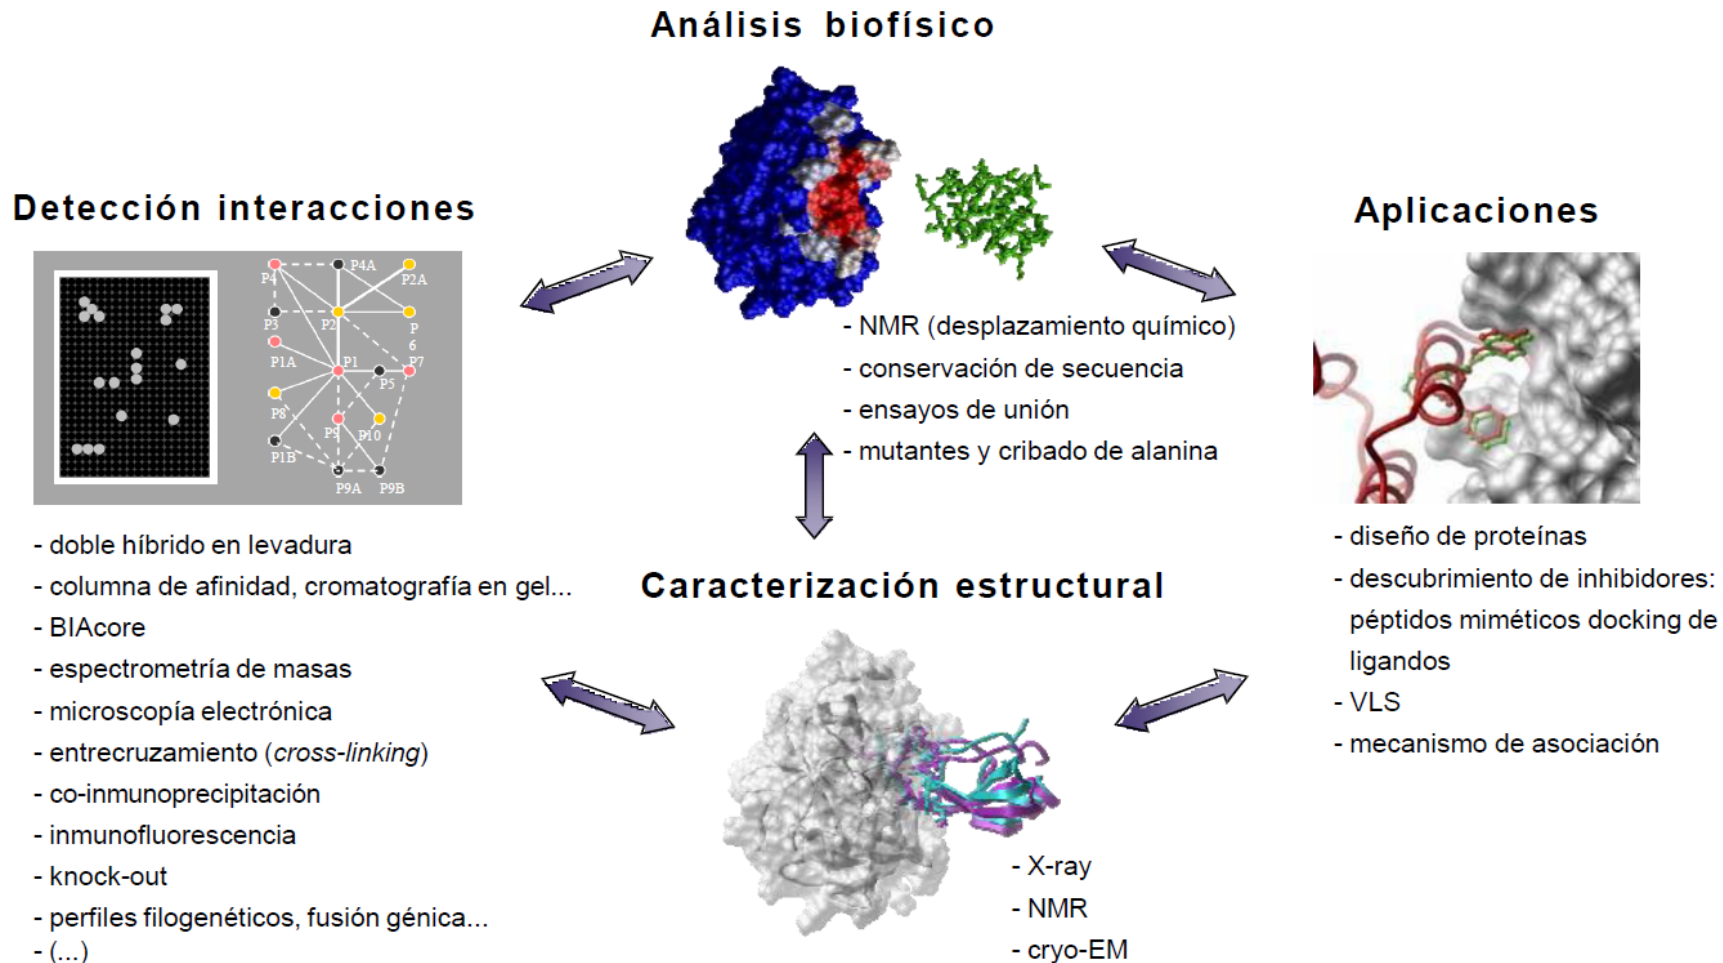 Análisis biofísico
Detección interacciones
Aplicaciones
P4
P4A
P2A
P3
P2
P
6
P1A
P1
P5
P7
P8
P9
P10
P1B
P9A
P9B
- NMR (desplazamiento químico)
- conservación de secuencia
- ensayos de unión
- mutantes y cribado de alanina
- doble híbrido en levadura
- columna de afinidad, cromatografía en gel...
- BIAcore
- espectrometría de masas
- microscopía electrónica
- entrecruzamiento (cross-linking)
- co-inmunoprecipitación
- inmunofluorescencia
- knock-out
- perfiles filogenéticos, fusión génica...
- (...)
Caracterización estructural
- X-ray
- NMR
- cryo-EM
- diseño de proteínas
- descubrimiento de inhibidores:
péptidos miméticos docking de
ligandos
- VLS
- mecanismo de asociación